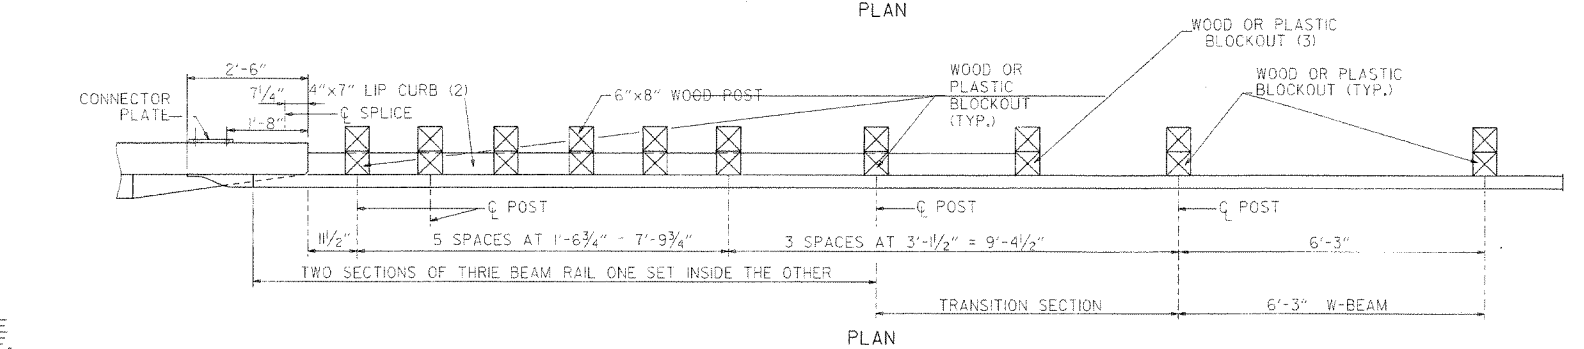 PLAN
WOOD OR PLASTIC
BLOCKOUT (3)
2'-6"
7 1/4"
4"x7" LIP CURB (2)
CONNECTOR
PLATE
℄ SPLICE
1'-8"
6"x8" WOOD POST
WOOD OR
PLASTIC
BLOCKOUT
(TYP.)
WOOD OR PLASTIC
BLOCKOUT (TYP.)
℄ POST
℄ POST
℄ POST
11 1/2"
5 SPACES AT 1'-6 3/4" - 7'-9 3/4"
3 SPACES AT 3'-1 1/2" = 9'-4 1/2"
6'-3"
TWO SECTIONS OF THRIE BEAM RAIL ONE SET INSIDE THE OTHER
TRANSITION SECTION
6'-3" W-BEAM
PLAN